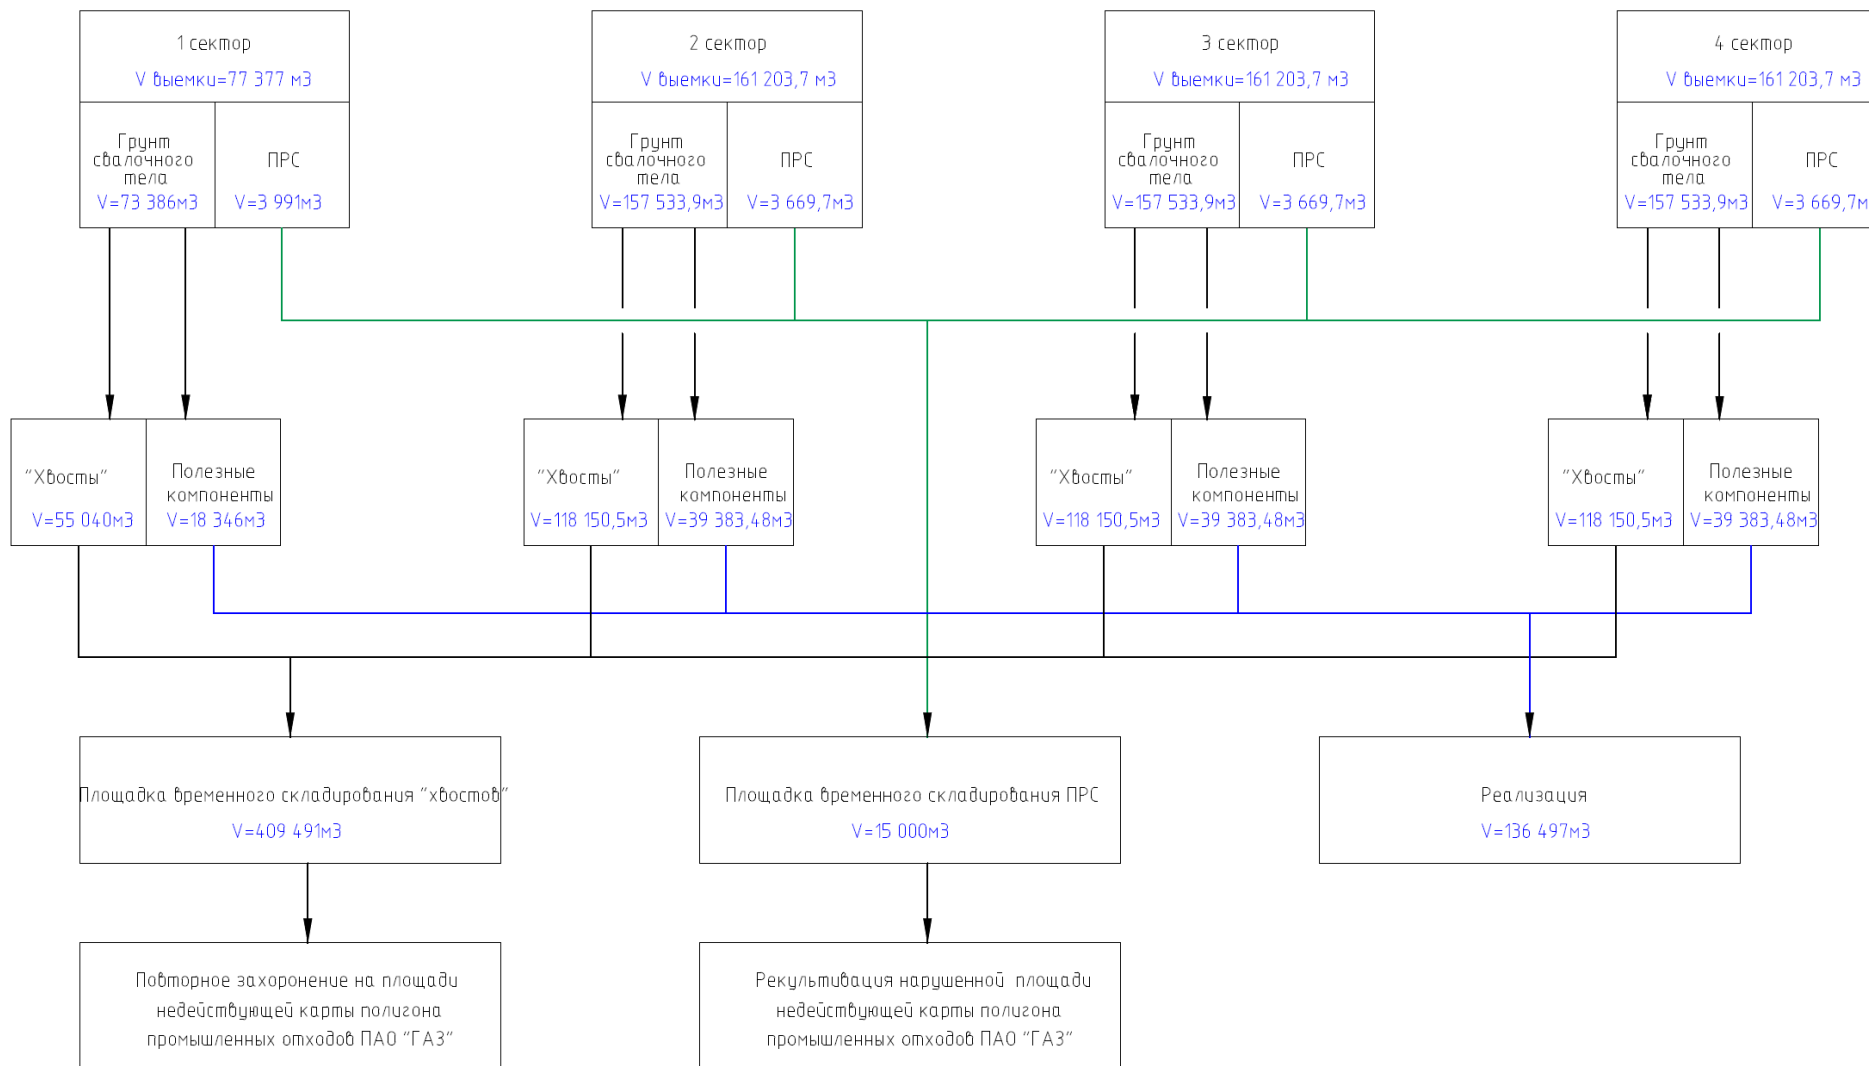 1 сектор
V выемки=77 377 м3
Грунт
свалочного
тела
V=73 386м3
ПРС
V=3 991м3
2 сектор
V выемки=161 203,7 м3
Грунт
свалочного
тела
V=157 533,9м3
ПРС
V=3 669,7м3
3 сектор
V выемки=161 203,7 м3
Грунт
свалочного
тела
V=157 533,9м3
ПРС
V=3 669,7м3
4 сектор
V выемки=161 203,7 м3
Грунт
свалочного
тела
V=157 533,9м3
ПРС
V=3 669,7м
"Хвосты"
V=55 040м3
Полезные
компоненты
V=18 346м3
"Хвосты"
V=118 150,5м3
Полезные
компоненты
V=39 383,48м3
"Хвосты"
V=118 150,5м3
Полезные
компоненты
V=39 383,48м3
"Хвосты"
V=118 150,5м3
Полезные
компоненты
V=39 383,48м3
Площадка временного складирования "хвостов"
V=409 491м3
Площадка временного складирования ПРС
V=15 000м3
Реализация
V=136 497м3
Повторное захоронение на площади
недействующей карты полигона
промышленных отходов ПАО "ГАЗ"
Рекультивация нарушенной площади
недействующей карты полигона
промышленных отходов ПАО "ГАЗ"